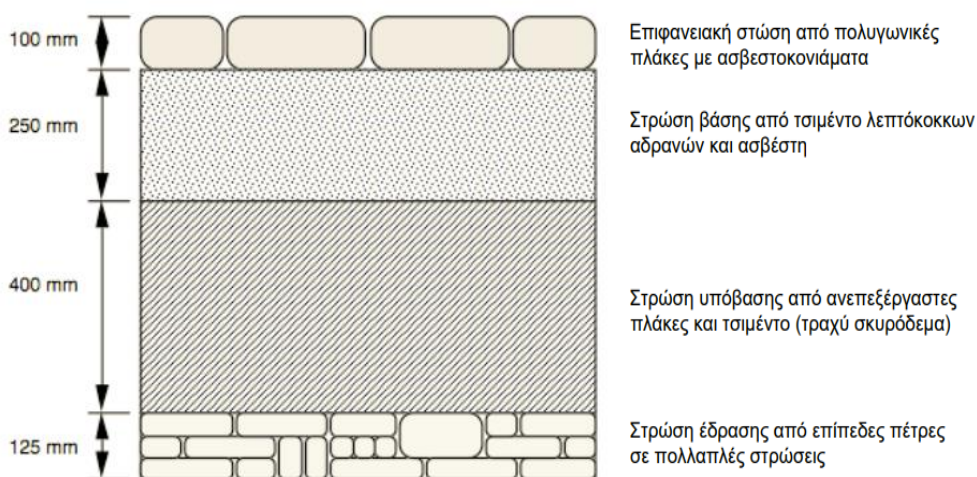 100 mm
Επιφανειακή στώση από πολυγωνικές
πλάκες με ασβεστοκονιάματα
250 mm
Στρώση βάσης από τσιμέντο λεπτόκοκκων
αδρανών και ασβέστη
400 mm
Στρώση υπόβασης από ανεπεξέργαστες
πλάκες και τσιμέντο (τραχύ σκυρόδεμα)
125 mm
Στρώση έδρασης από επίπεδες πέτρες
σε πολλαπλές στρώσεις